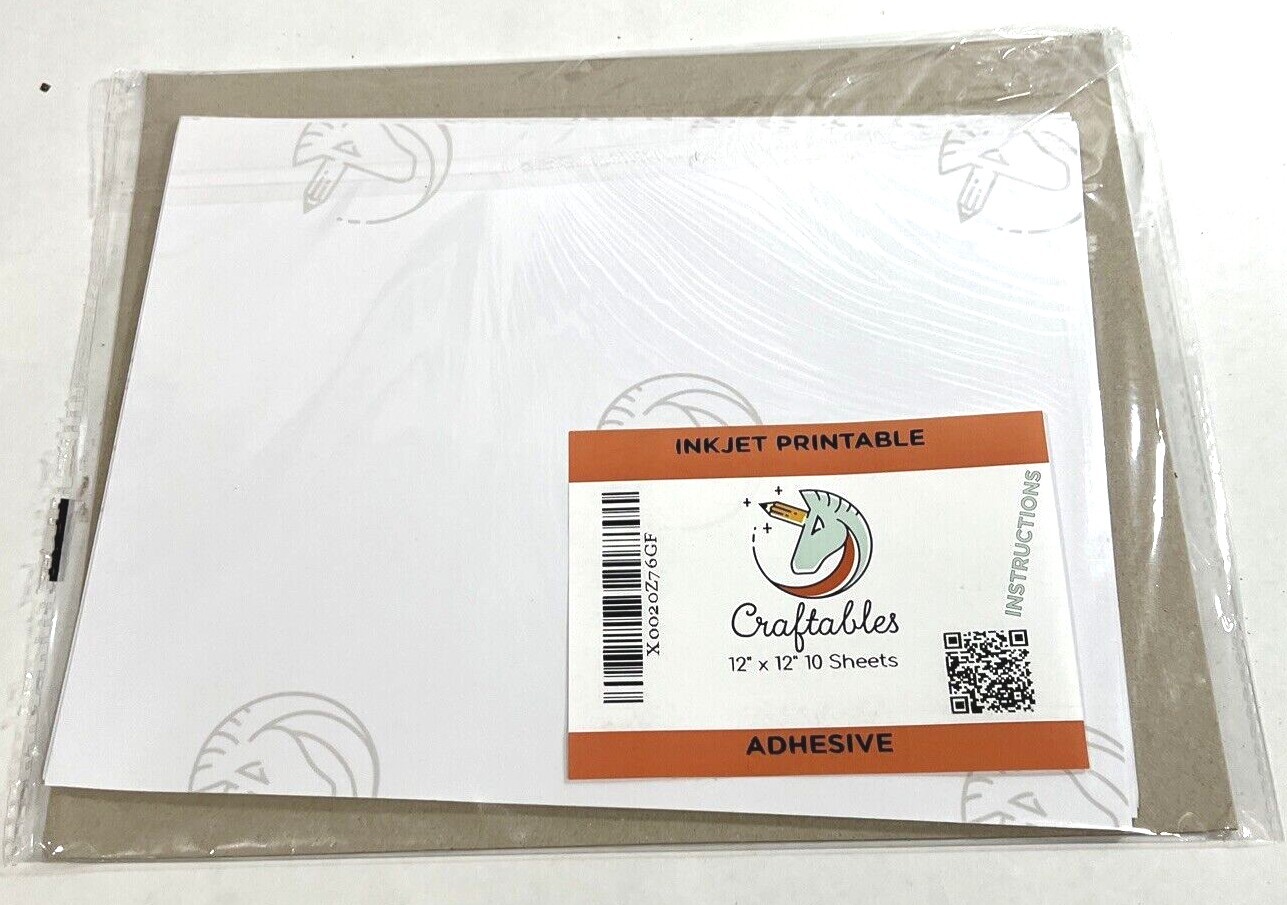 INKJET PRINTABLE
X0020Z76GF
INSTRUCTIONS
Craftables
12" x 12" 10 Sheets
ADHESIVE